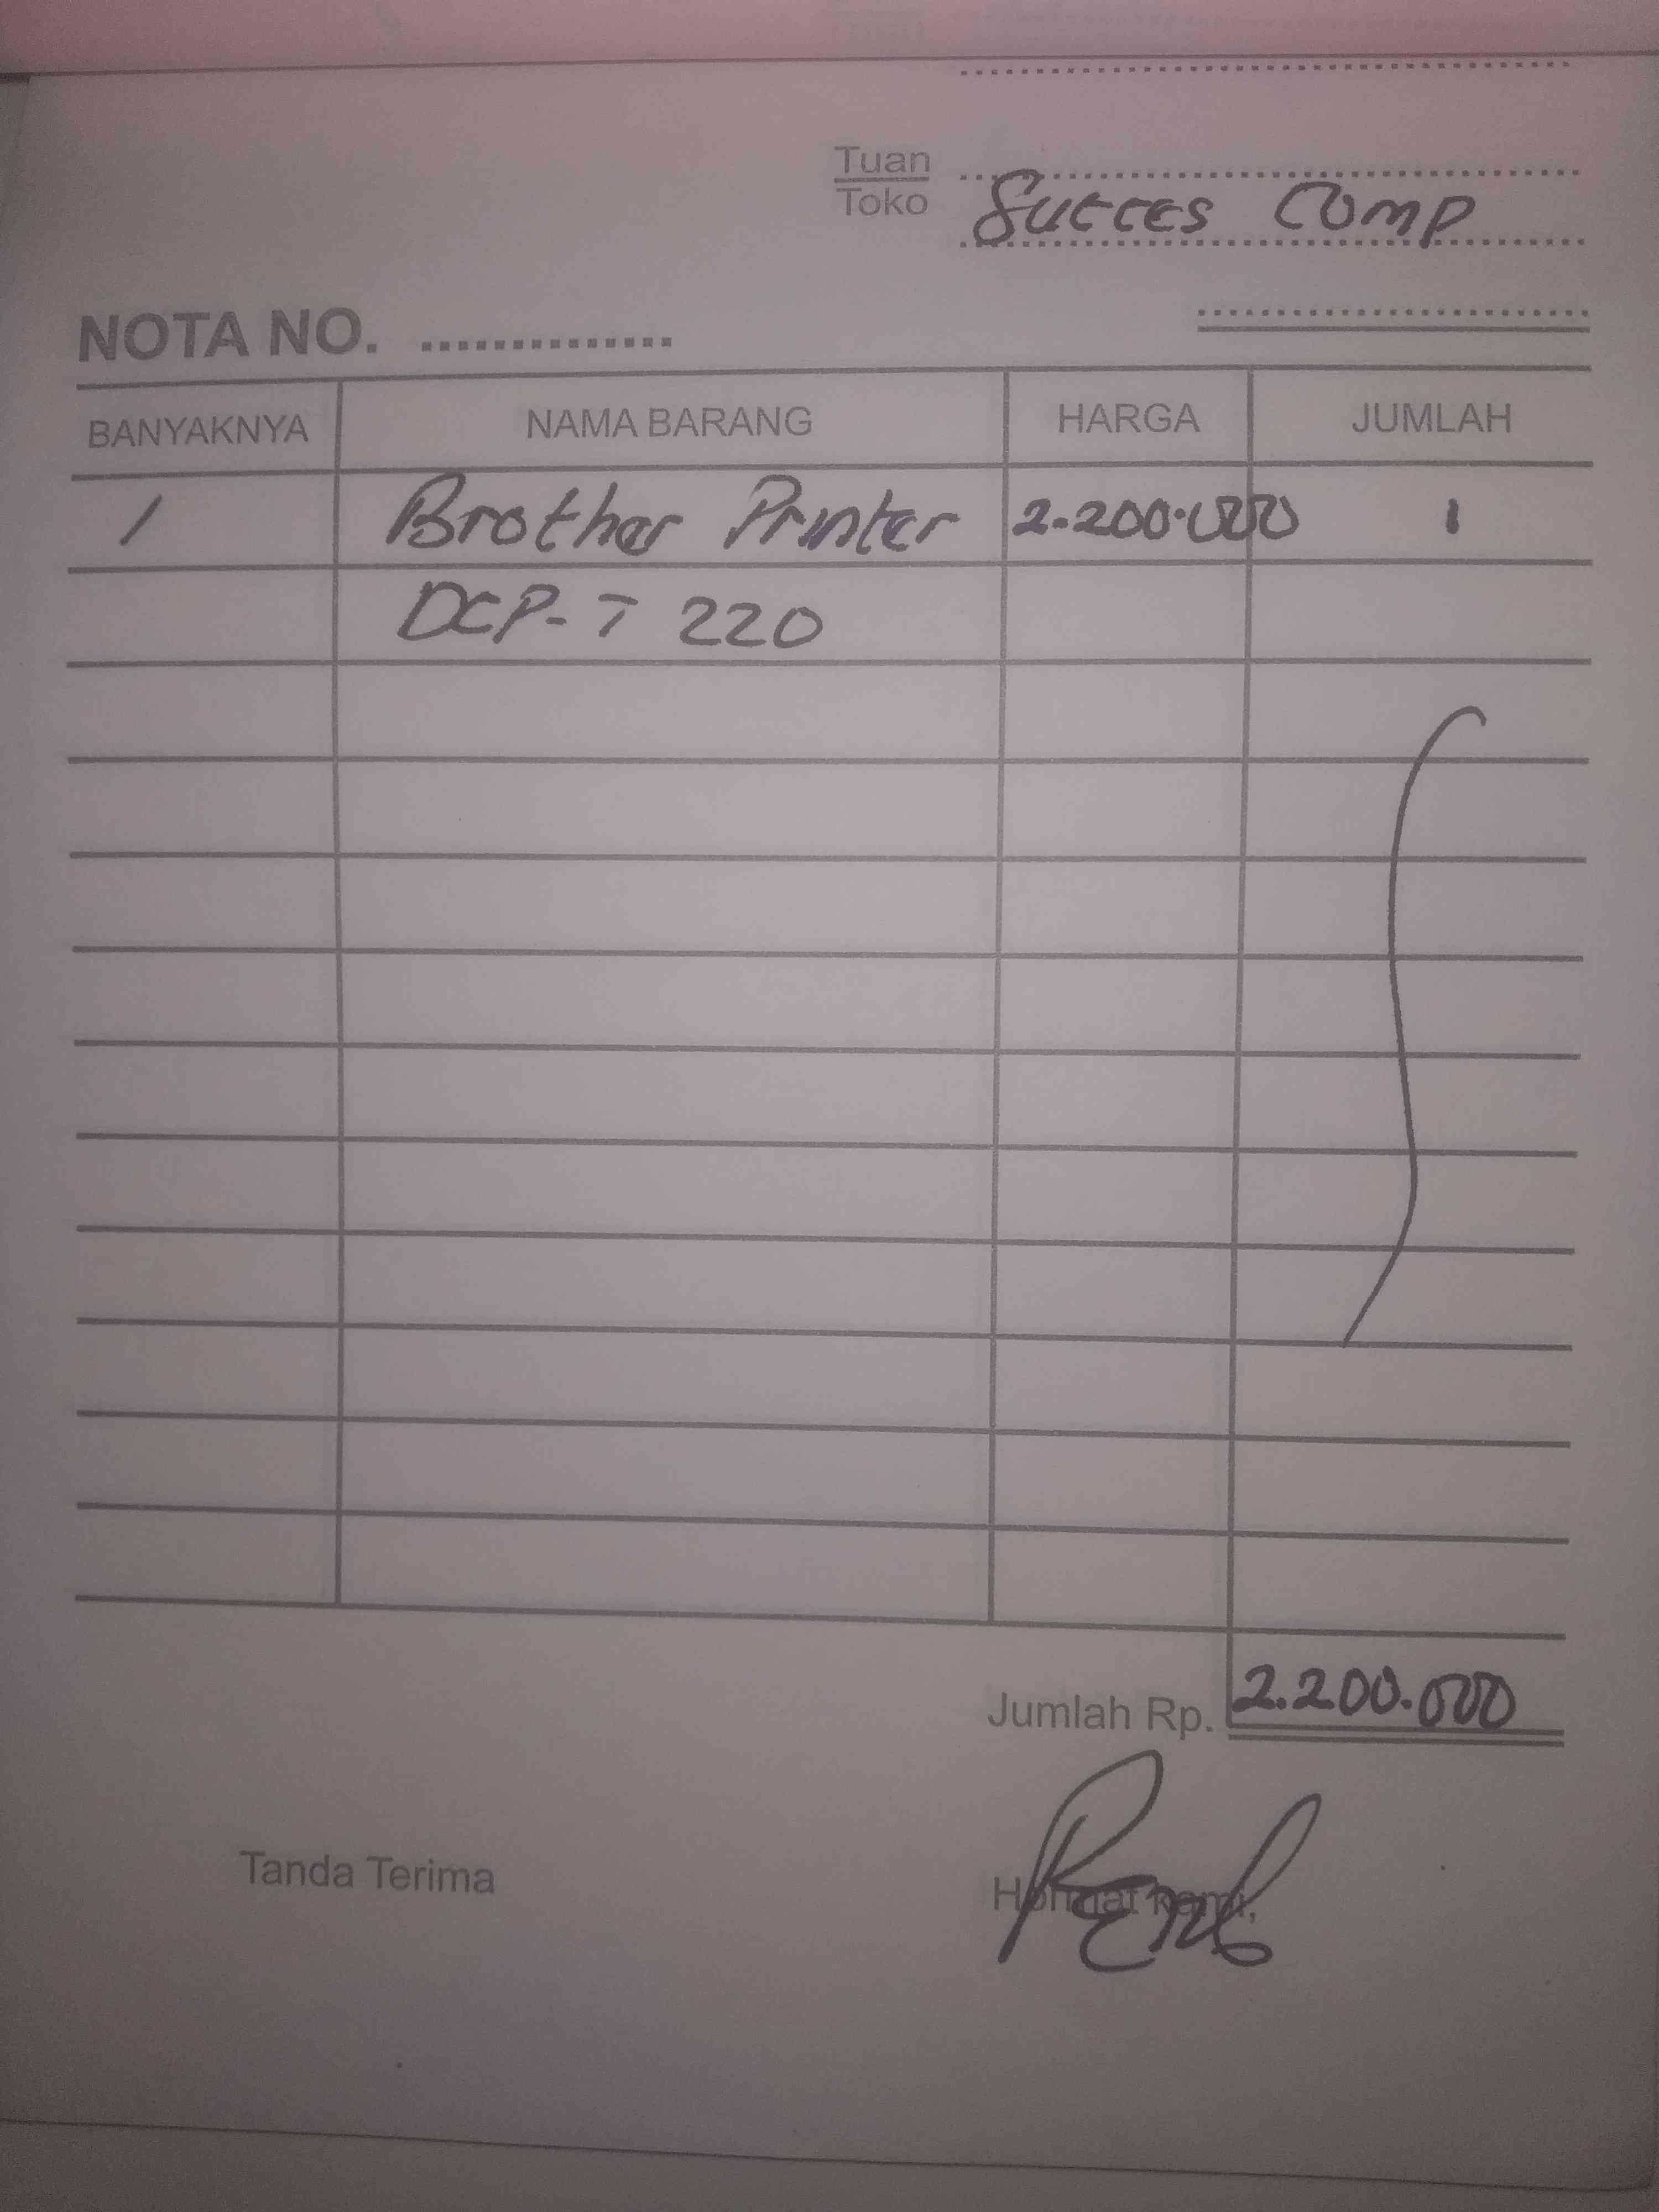 Tuan
Toko
Succes Comp
NOTA NO. ..............
BANYAKNYA NAMA BARANG HARGA JUMLAH
1 Brother Printer 2.200.000 1
DCP-T 220
Jumlah Rp. 2.200.000
Tanda Terima Hormat kami,